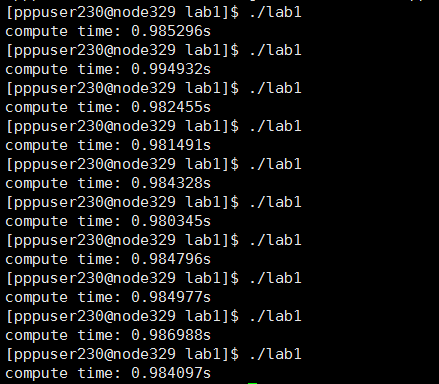 [pppuser230@node329 lab1]$ ./lab1
compute time: 0.985296s
[pppuser230@node329 lab1]$ ./lab1
compute time: 0.994932s
[pppuser230@node329 lab1]$ ./lab1
compute time: 0.982455s
[pppuser230@node329 lab1]$ ./lab1
compute time: 0.981491s
[pppuser230@node329 lab1]$ ./lab1
compute time: 0.984328s
[pppuser230@node329 lab1]$ ./lab1
compute time: 0.980345s
[pppuser230@node329 lab1]$ ./lab1
compute time: 0.984796s
[pppuser230@node329 lab1]$ ./lab1
compute time: 0.984977s
[pppuser230@node329 lab1]$ ./lab1
compute time: 0.986988s
[pppuser230@node329 lab1]$ ./lab1
compute time: 0.984097s